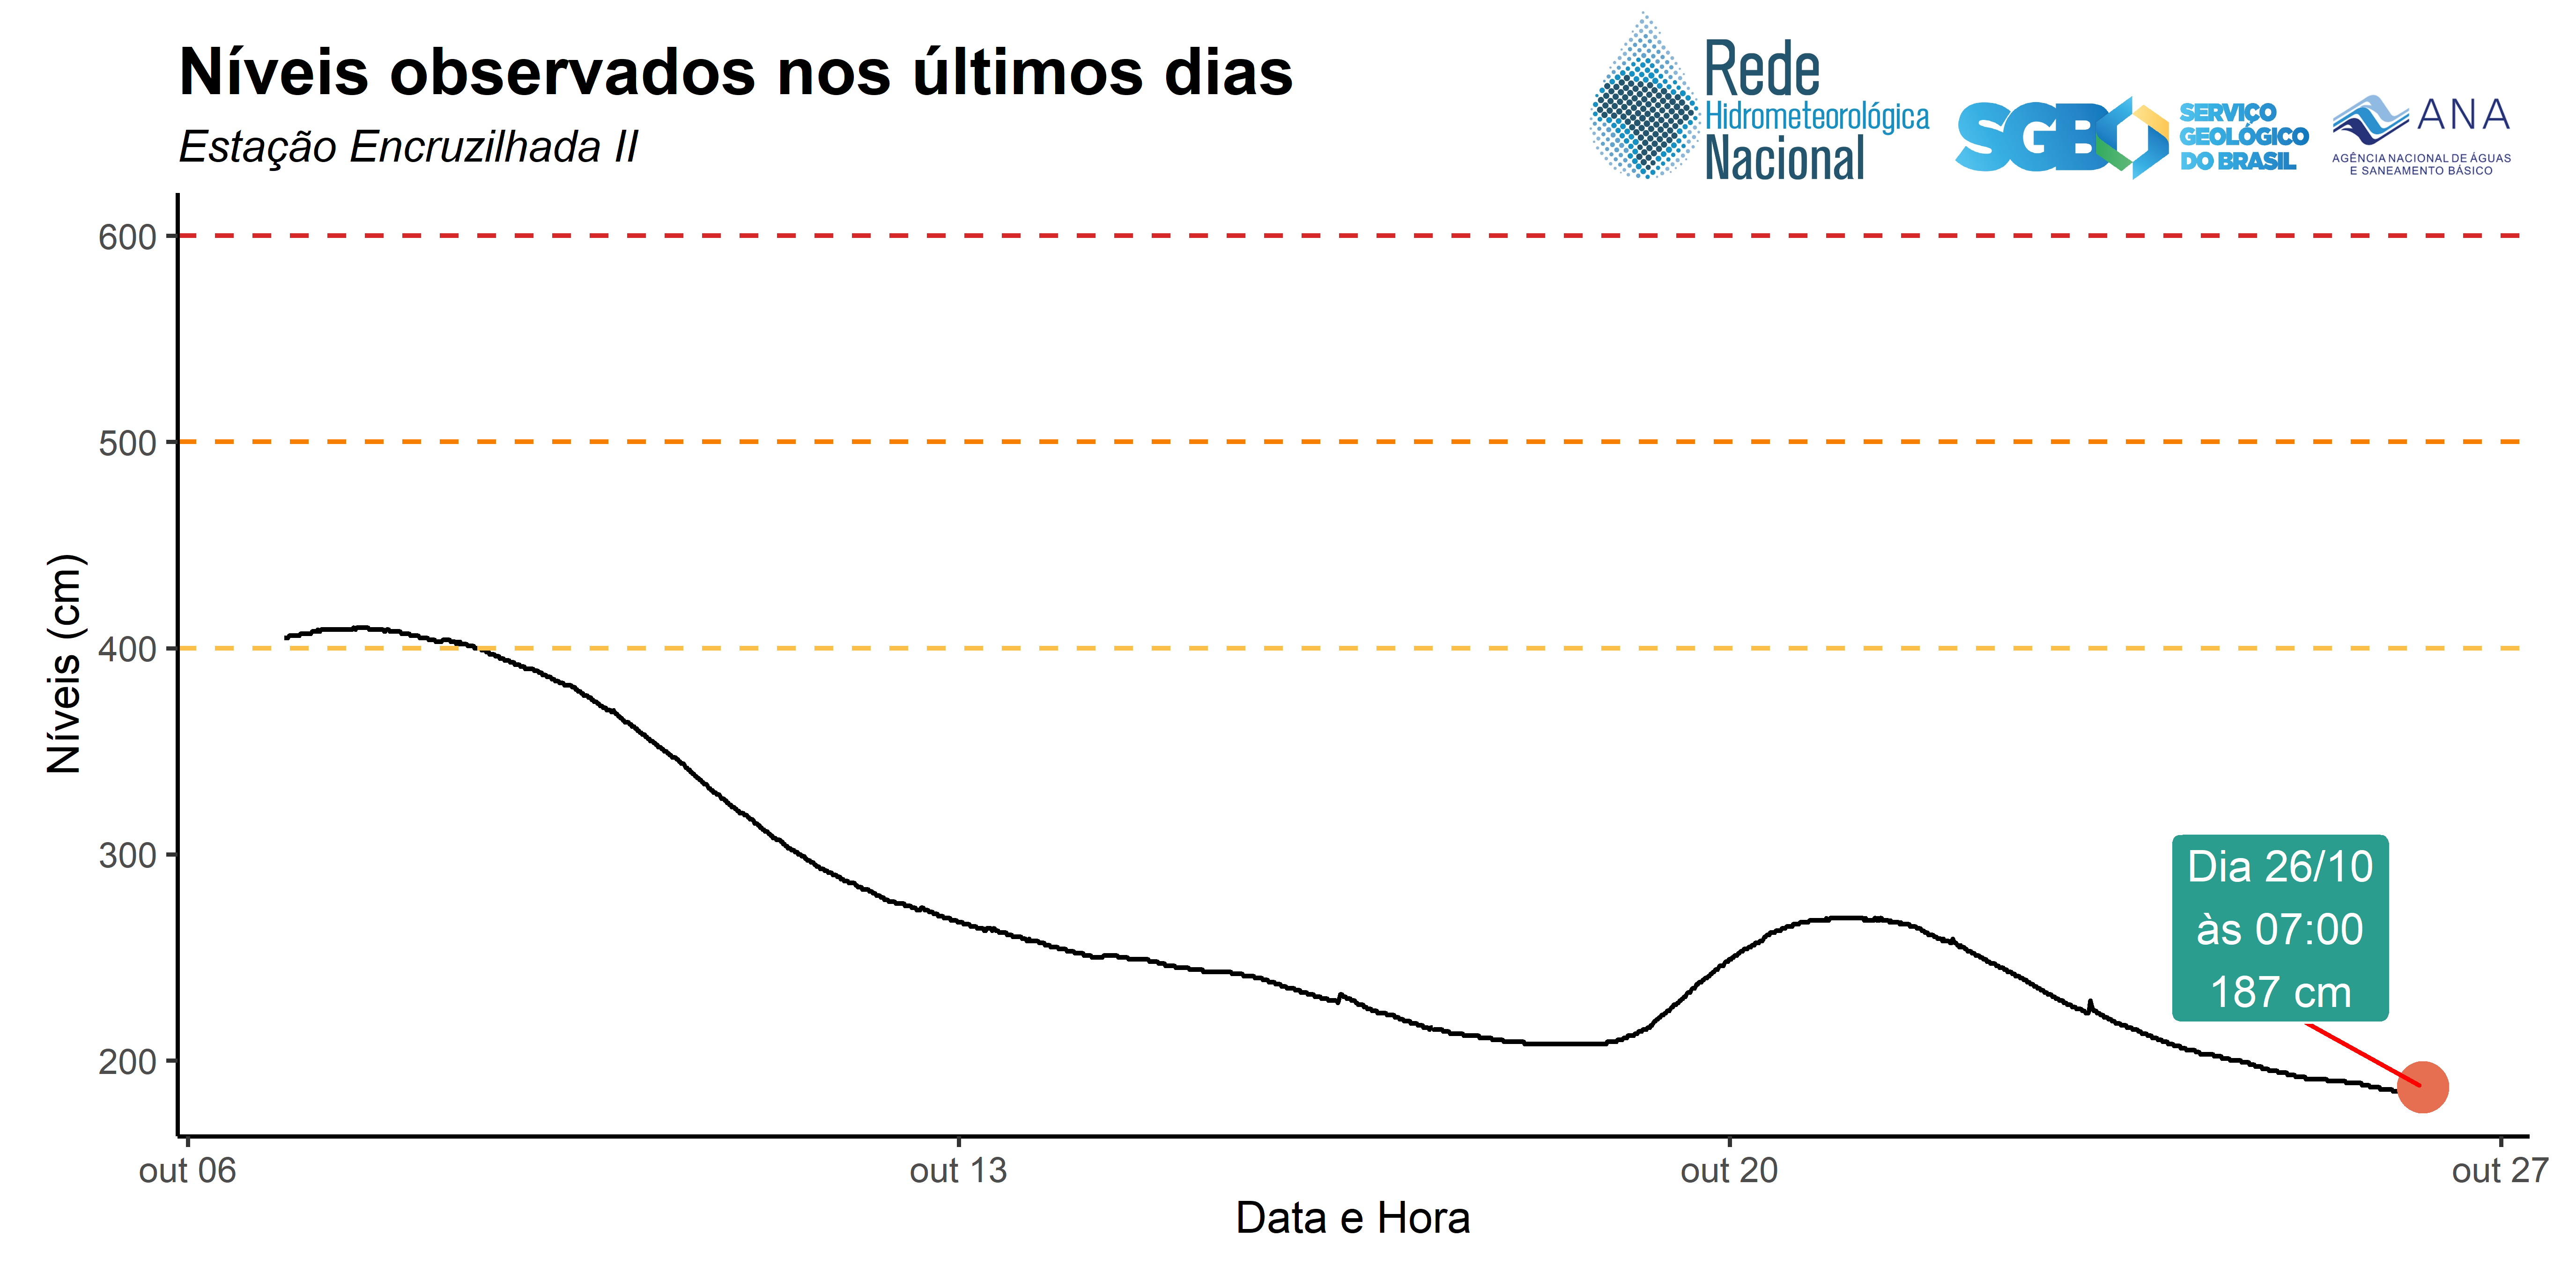 Níveis observados nos últimos dias
Estação Encruzilhada II
Rede
Hidrometeorológica
Nacional
SGB
SERVIÇO
GEOLÓGICO
DO BRASIL
ANA
AGÊNCIA NACIONAL DE ÁGUAS
E SANEAMENTO BÁSICO
Níveis (cm)
600
500
400
300
200
Dia 26/10
às 07:00
187 cm
out 06
out 13
out 20
out 27
Data e Hora